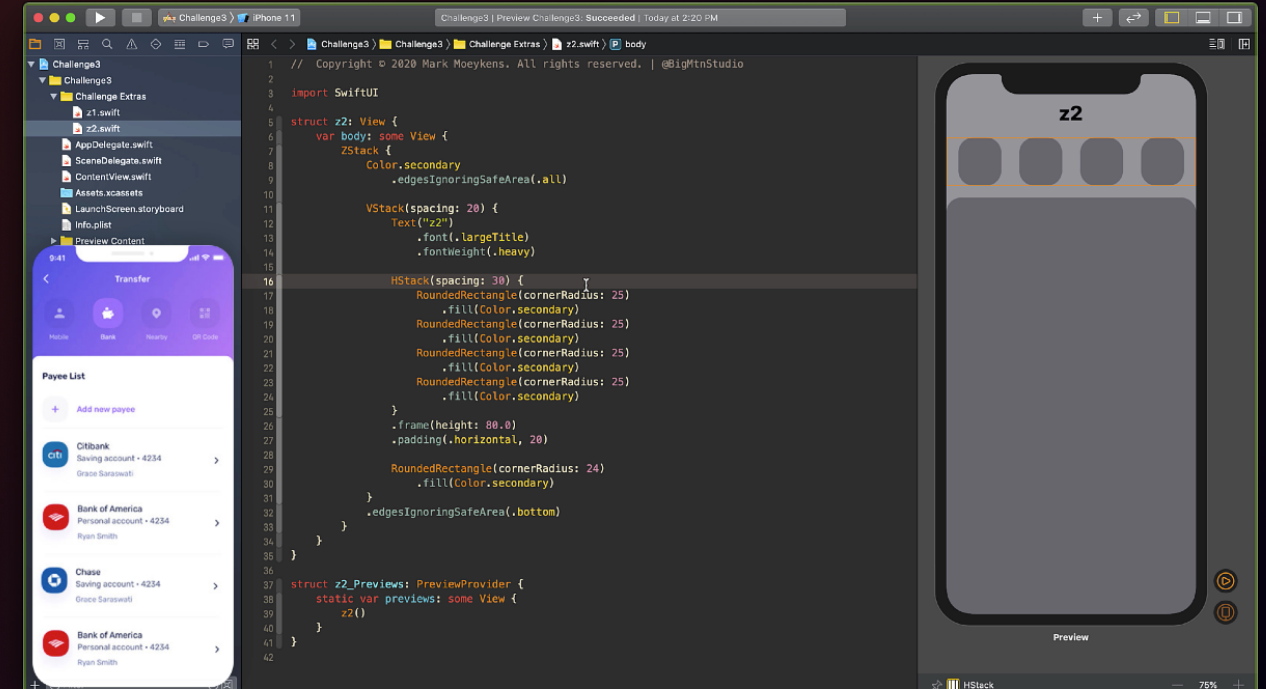 Challenge3 〉 iPhone 11
Challenge3 | Preview Challenge3: Succeeded | Today at 2:20 PM
Challenge3 〉 Challenge3 〉 Challenge Extras 〉 z2.swift 〉 P body
Challenge3
Challenge3
Challenge Extras
z1.swift
z2.swift
AppDelegate.swift
SceneDelegate.swift
ContentView.swift
Assets.xcassets
LaunchScreen.storyboard
Info.plist
Preview Content
9:41
Transfer
Mobile
Bank
Nearby
QR Code
Payee List
+ Add new payee
citi
Citibank
Saving account • 4234
Grace Saraswati
Bank of America
Personal account • 4234
Ryan Smith
Chase
Saving account • 4234
Grace Saraswati
Bank of America
Personal account • 4234
Ryan Smith
1 // Copyright © 2020 Mark Moeykens. All rights reserved. | @BigMtnStudio
2
3 import SwiftUI
4
5 struct z2: View {
6 var body: some View {
7 ZStack {
8 Color.secondary
9 .edgesIgnoringSafeArea(.all)
10
11 VStack(spacing: 20) {
12 Text("z2")
13 .font(.largeTitle)
14 .fontWeight(.heavy)
15
16 HStack(spacing: 30) {
17 RoundedRectangle(cornerRadius: 25)
18 .fill(Color.secondary)
19 RoundedRectangle(cornerRadius: 25)
20 .fill(Color.secondary)
21 RoundedRectangle(cornerRadius: 25)
22 .fill(Color.secondary)
23 RoundedRectangle(cornerRadius: 25)
24 .fill(Color.secondary)
25 }
26 .frame(height: 80.0)
27 .padding(.horizontal, 20)
28
29 RoundedRectangle(cornerRadius: 24)
30 .fill(Color.secondary)
31 }
32 .edgesIgnoringSafeArea(.bottom)
33 }
34 }
35 }
36
37 struct z2_Previews: PreviewProvider {
38 static var previews: some View {
39 z2()
40 }
41 }
42
z2
Preview
HStack
75%